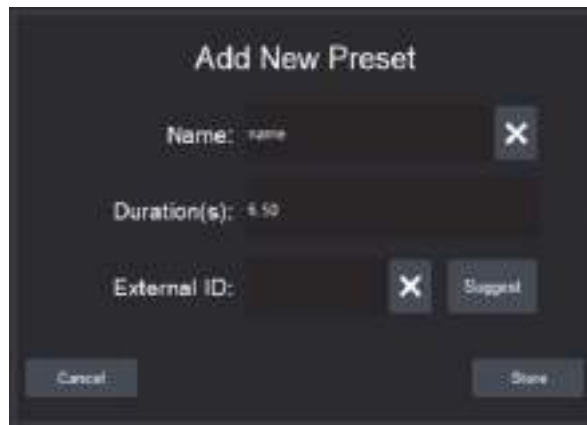 Add New Preset
Name: name
Duration(s): 6.50
External ID: Suggest
Cancel Store